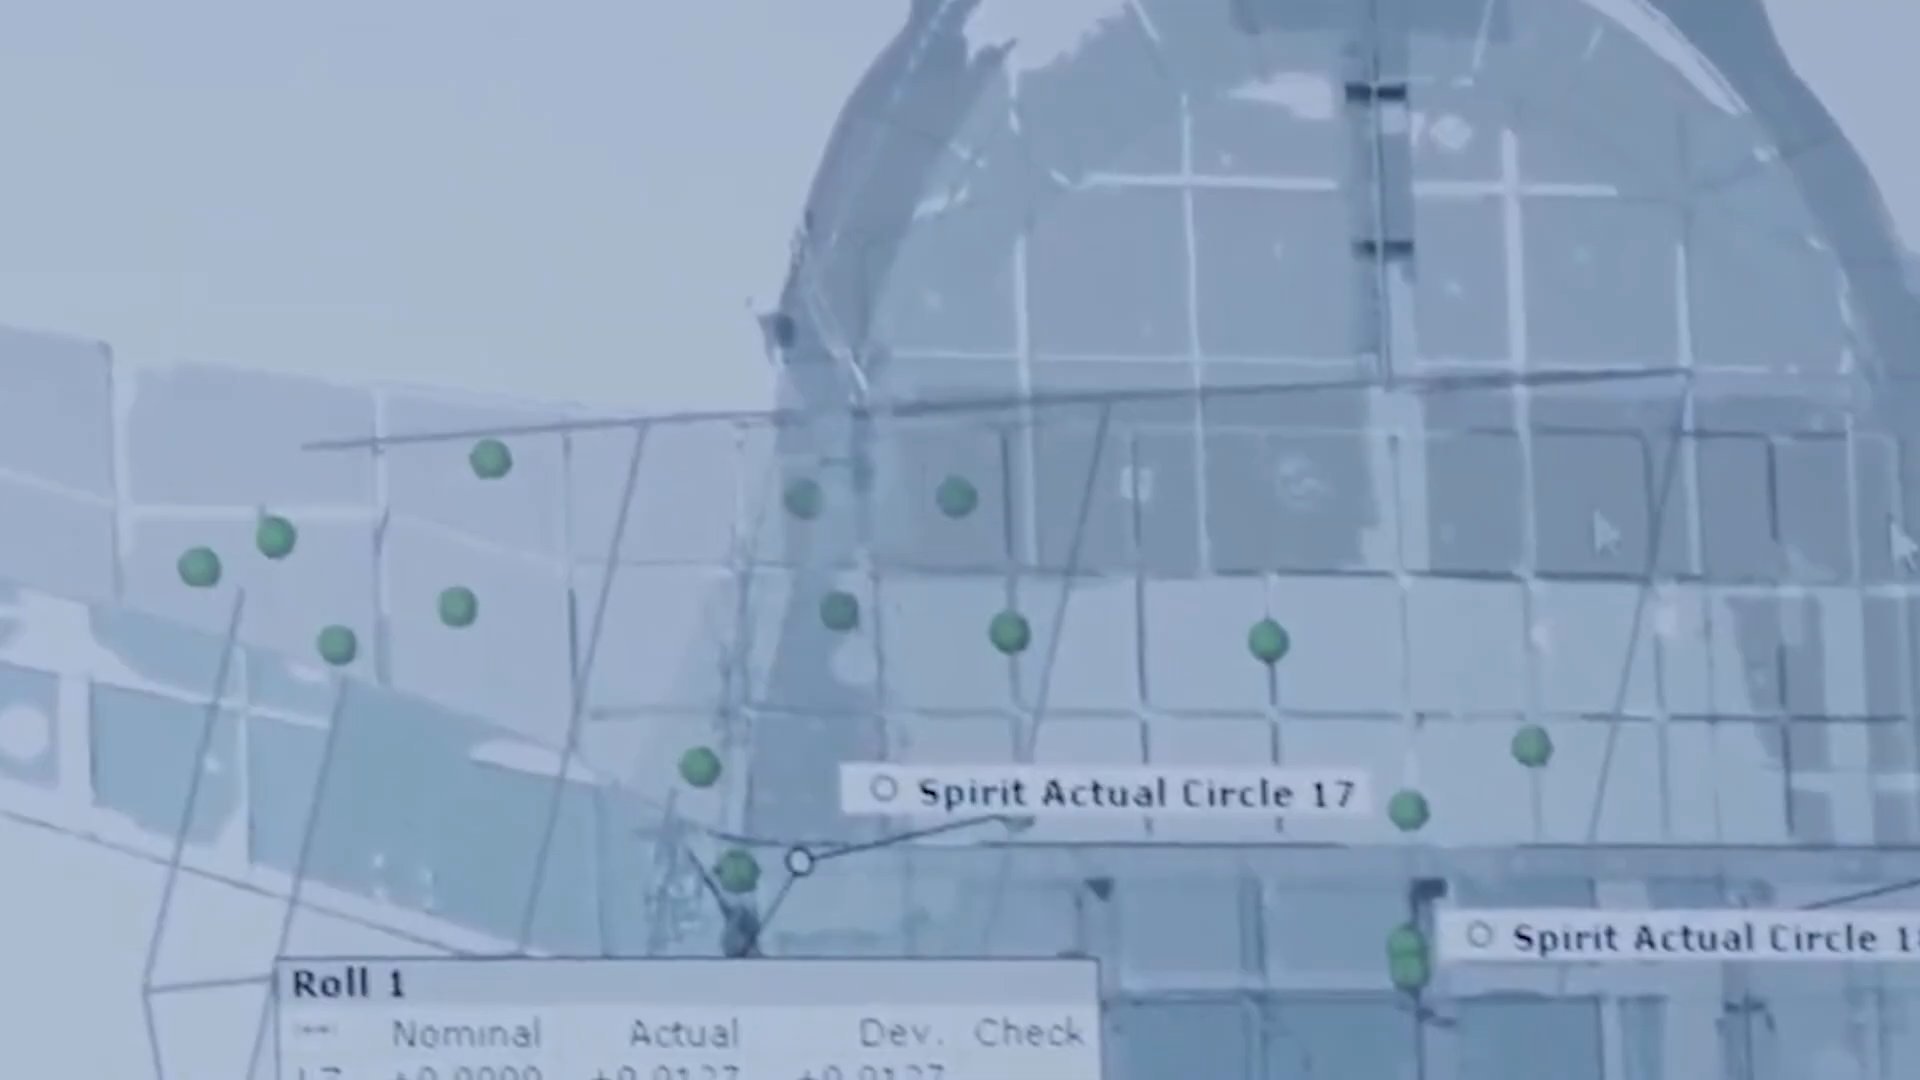 Spirit Actual Circle 17
Spirit Actual Circle
Roll 1
Nominal Actual Dev. Check